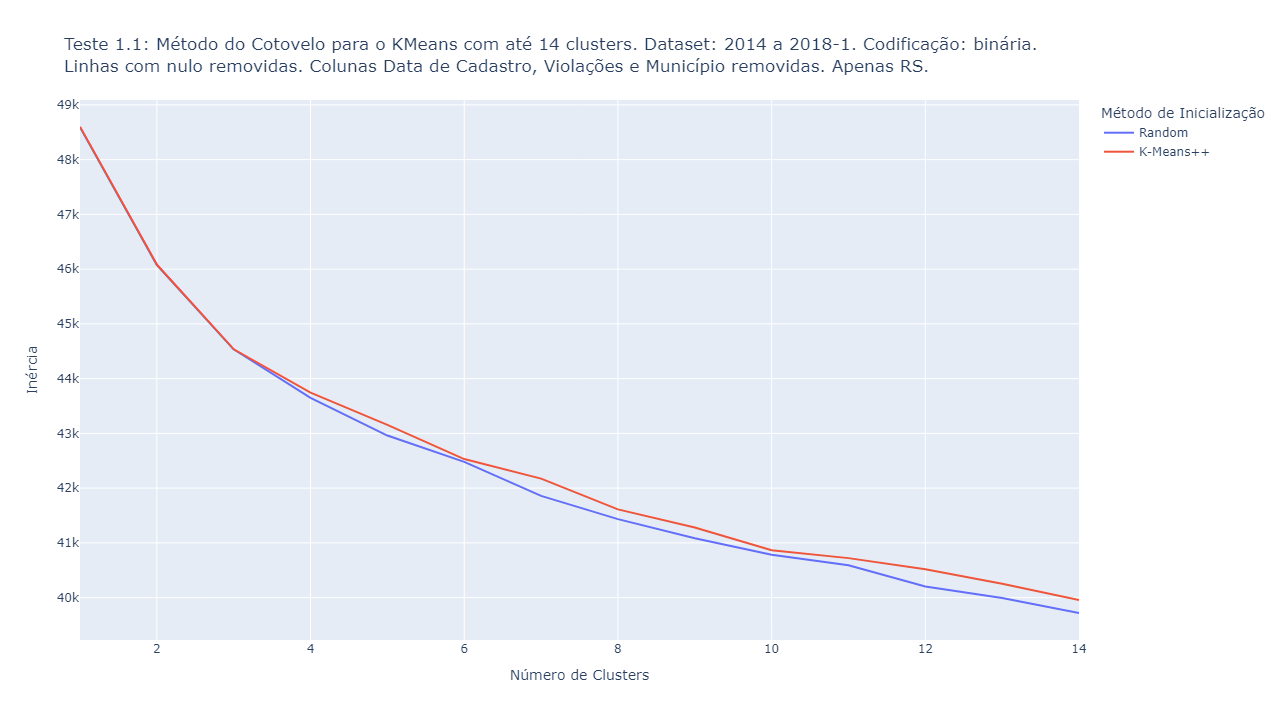 Teste 1.1: Método do Cotovelo para o KMeans com até 14 clusters. Dataset: 2014 a 2018-1. Codificação: binária.
Linhas com nulo removidas. Colunas Data de Cadastro, Violações e Município removidas. Apenas RS.
Método de Inicialização
Random
K-Means++
Inércia
49k
48k
47k
46k
45k
44k
43k
42k
41k
40k
2
4
6
8
10
12
14
Número de Clusters